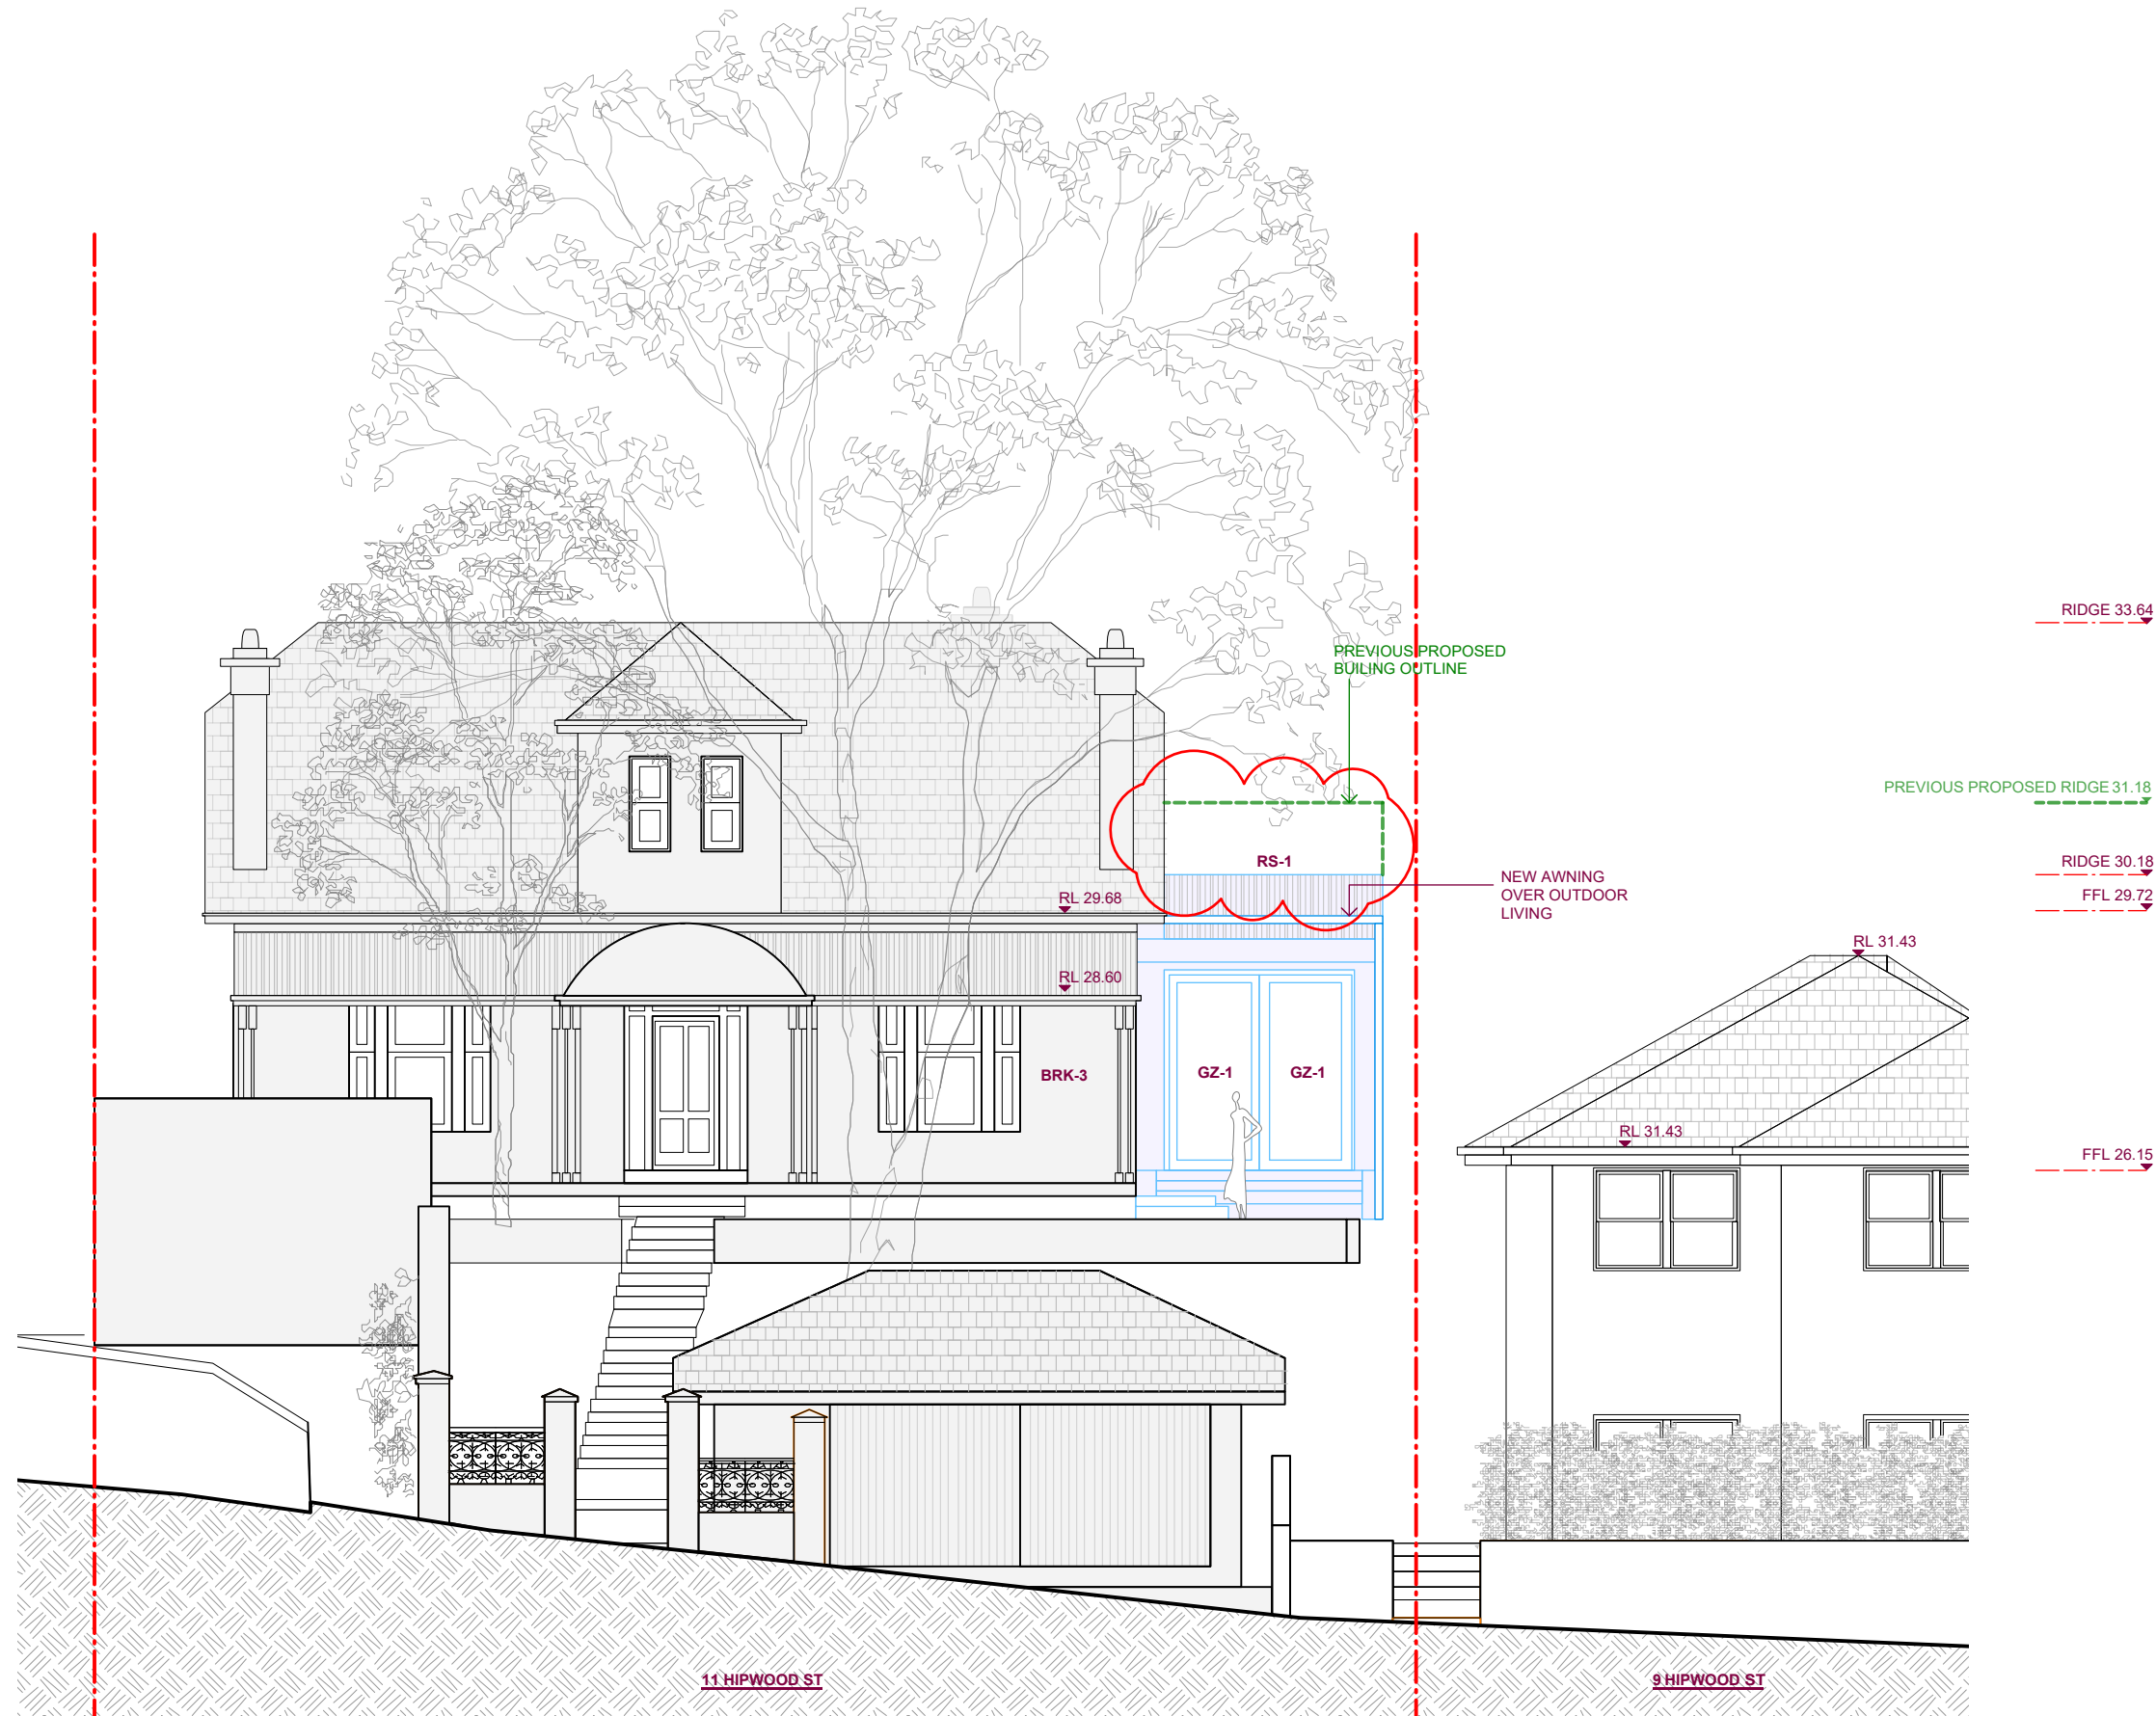 RIDGE 33.64
PREVIOUS PROPOSED
BUILING OUTLINE
PREVIOUS PROPOSED RIDGE 31.18
RS-1
RIDGE 30.18
NEW AWNING
OVER OUTDOOR
LIVING
FFL 29.72
RL 29.68
RL 31.43
RL 28.60
BRK-3
GZ-1
GZ-1
RL 31.43
FFL 26.15
11 HIPWOOD ST
9 HIPWOOD ST